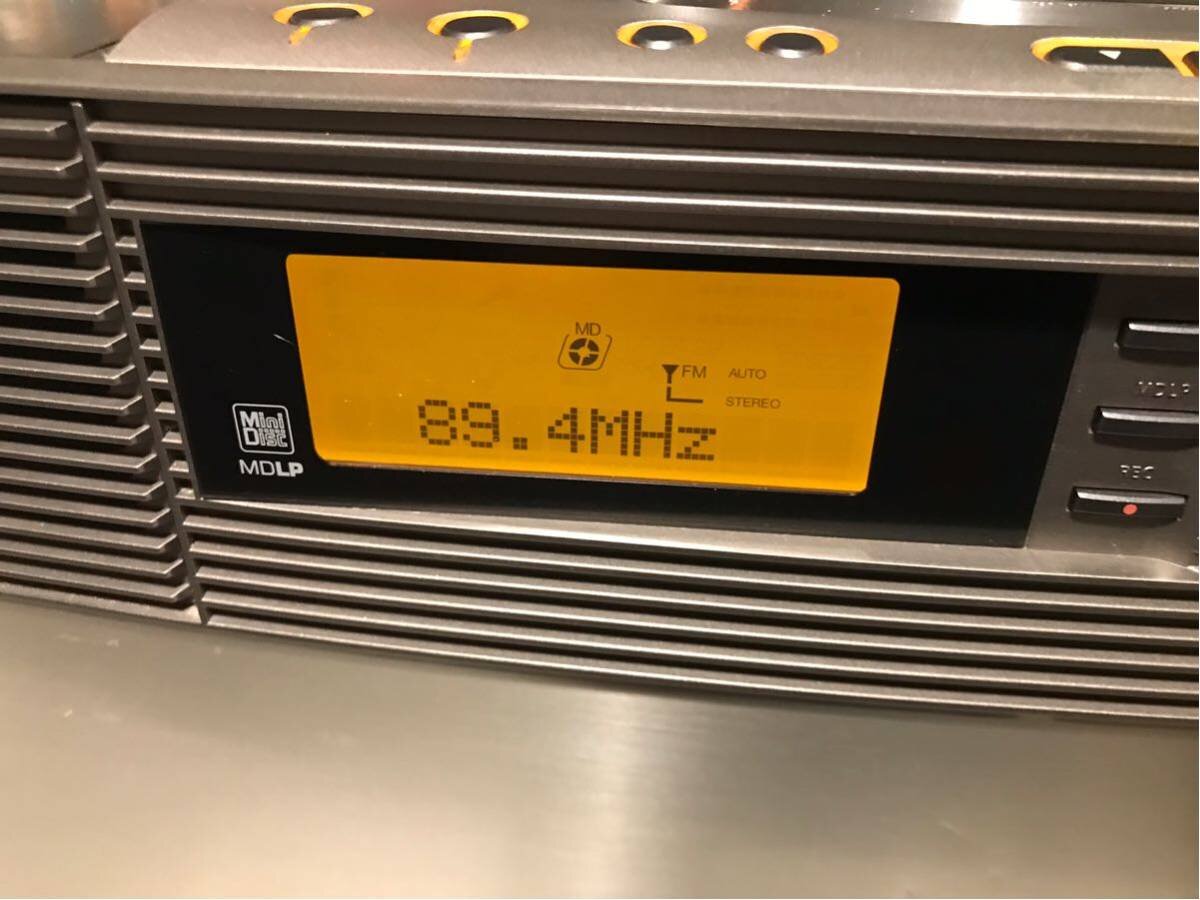 MD
FM AUTO
STEREO
89.4MHz
Mini
Disc
MDLP
MDLP
REC